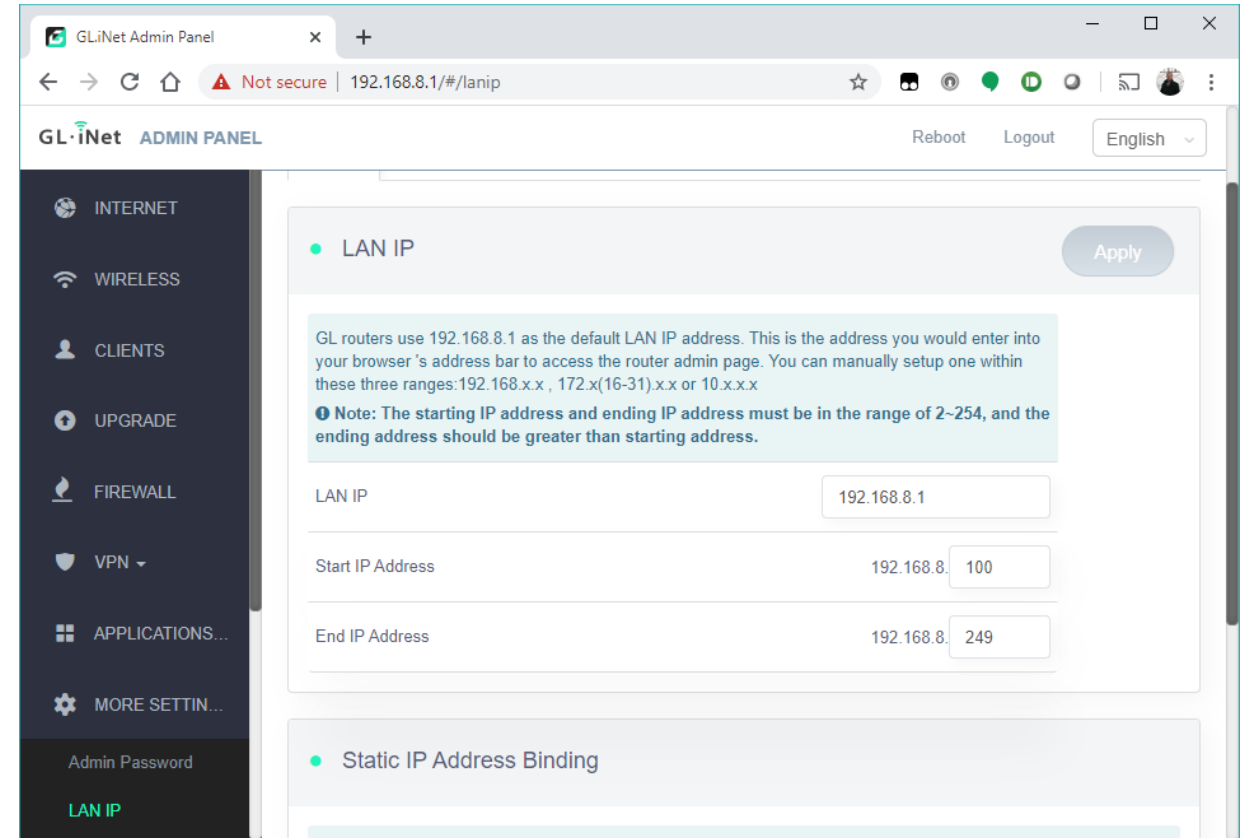 GL.iNet Admin Panel
Not secure | 192.168.8.1/#/lanip
GL·iNet ADMIN PANEL
Reboot Logout English
INTERNET
WIRELESS
CLIENTS
UPGRADE
FIREWALL
VPN
APPLICATIONS...
MORE SETTIN...
Admin Password
LAN IP
LAN IP
Apply
GL routers use 192.168.8.1 as the default LAN IP address. This is the address you would enter into
your browser 's address bar to access the router admin page. You can manually setup one within
these three ranges:192.168.x.x , 172.x(16-31).x.x or 10.x.x.x
Note: The starting IP address and ending IP address must be in the range of 2~254, and the
ending address should be greater than starting address.
LAN IP 192.168.8.1
Start IP Address 192.168.8. 100
End IP Address 192.168.8. 249
Static IP Address Binding